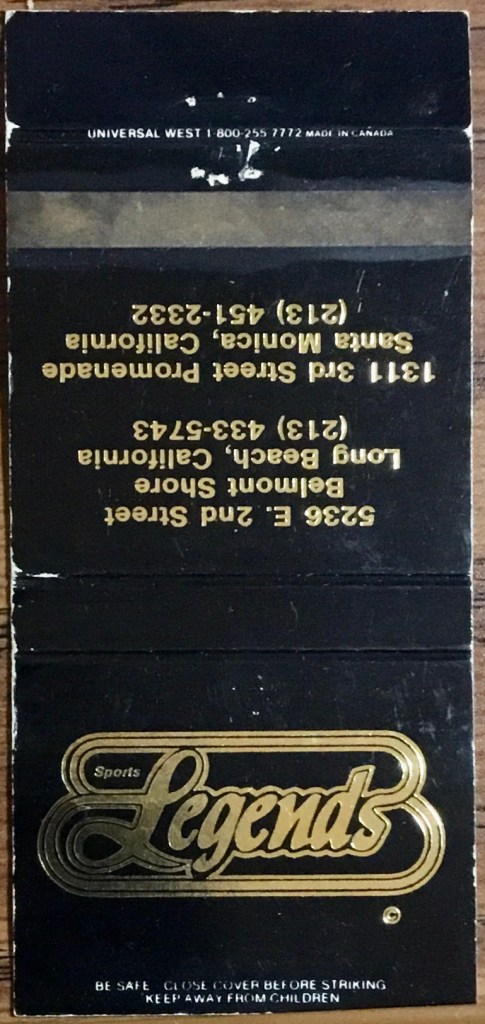 UNIVERSAL WEST 1-800-255-7772 MADE IN CANADA
5236 E. 2nd Street
Belmont Shore
Long Beach, California
(213) 433-5743
1311 3rd Street Promenade
Santa Monica, California
(213) 451-2332
Sports
Legends
©
BE SAFE CLOSE COVER BEFORE STRIKING
KEEP AWAY FROM CHILDREN